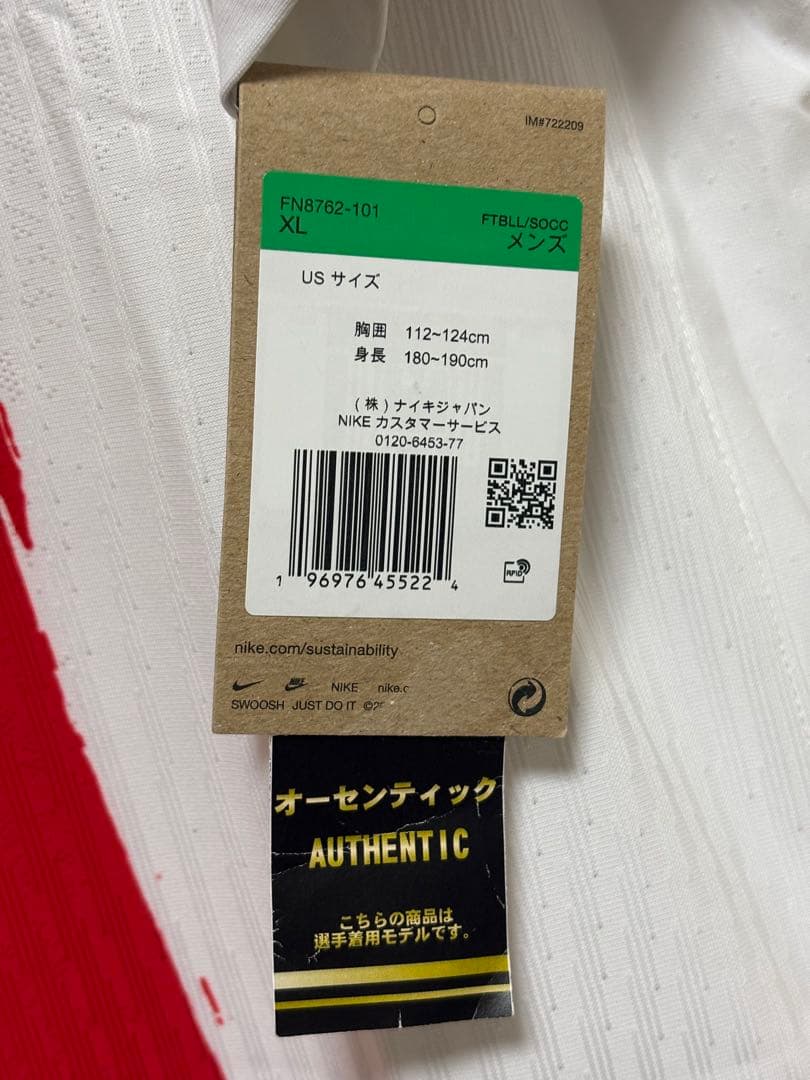 IM#722209
FN8762-101
XL
FTBLL/SOCC
メンズ
US サイズ
胸囲 112~124cm
身長 180~190cm
(株)ナイキジャパン
NIKE カスタマーサービス
0120-6453-77
RFID
1 96976 45522 4
nike.com/sustainability
NIKE NIKE nike.c
SWOOSH JUST DO IT ©2
オーセンティック
AUTHENTIC
こちらの商品は
選手着用モデルです。